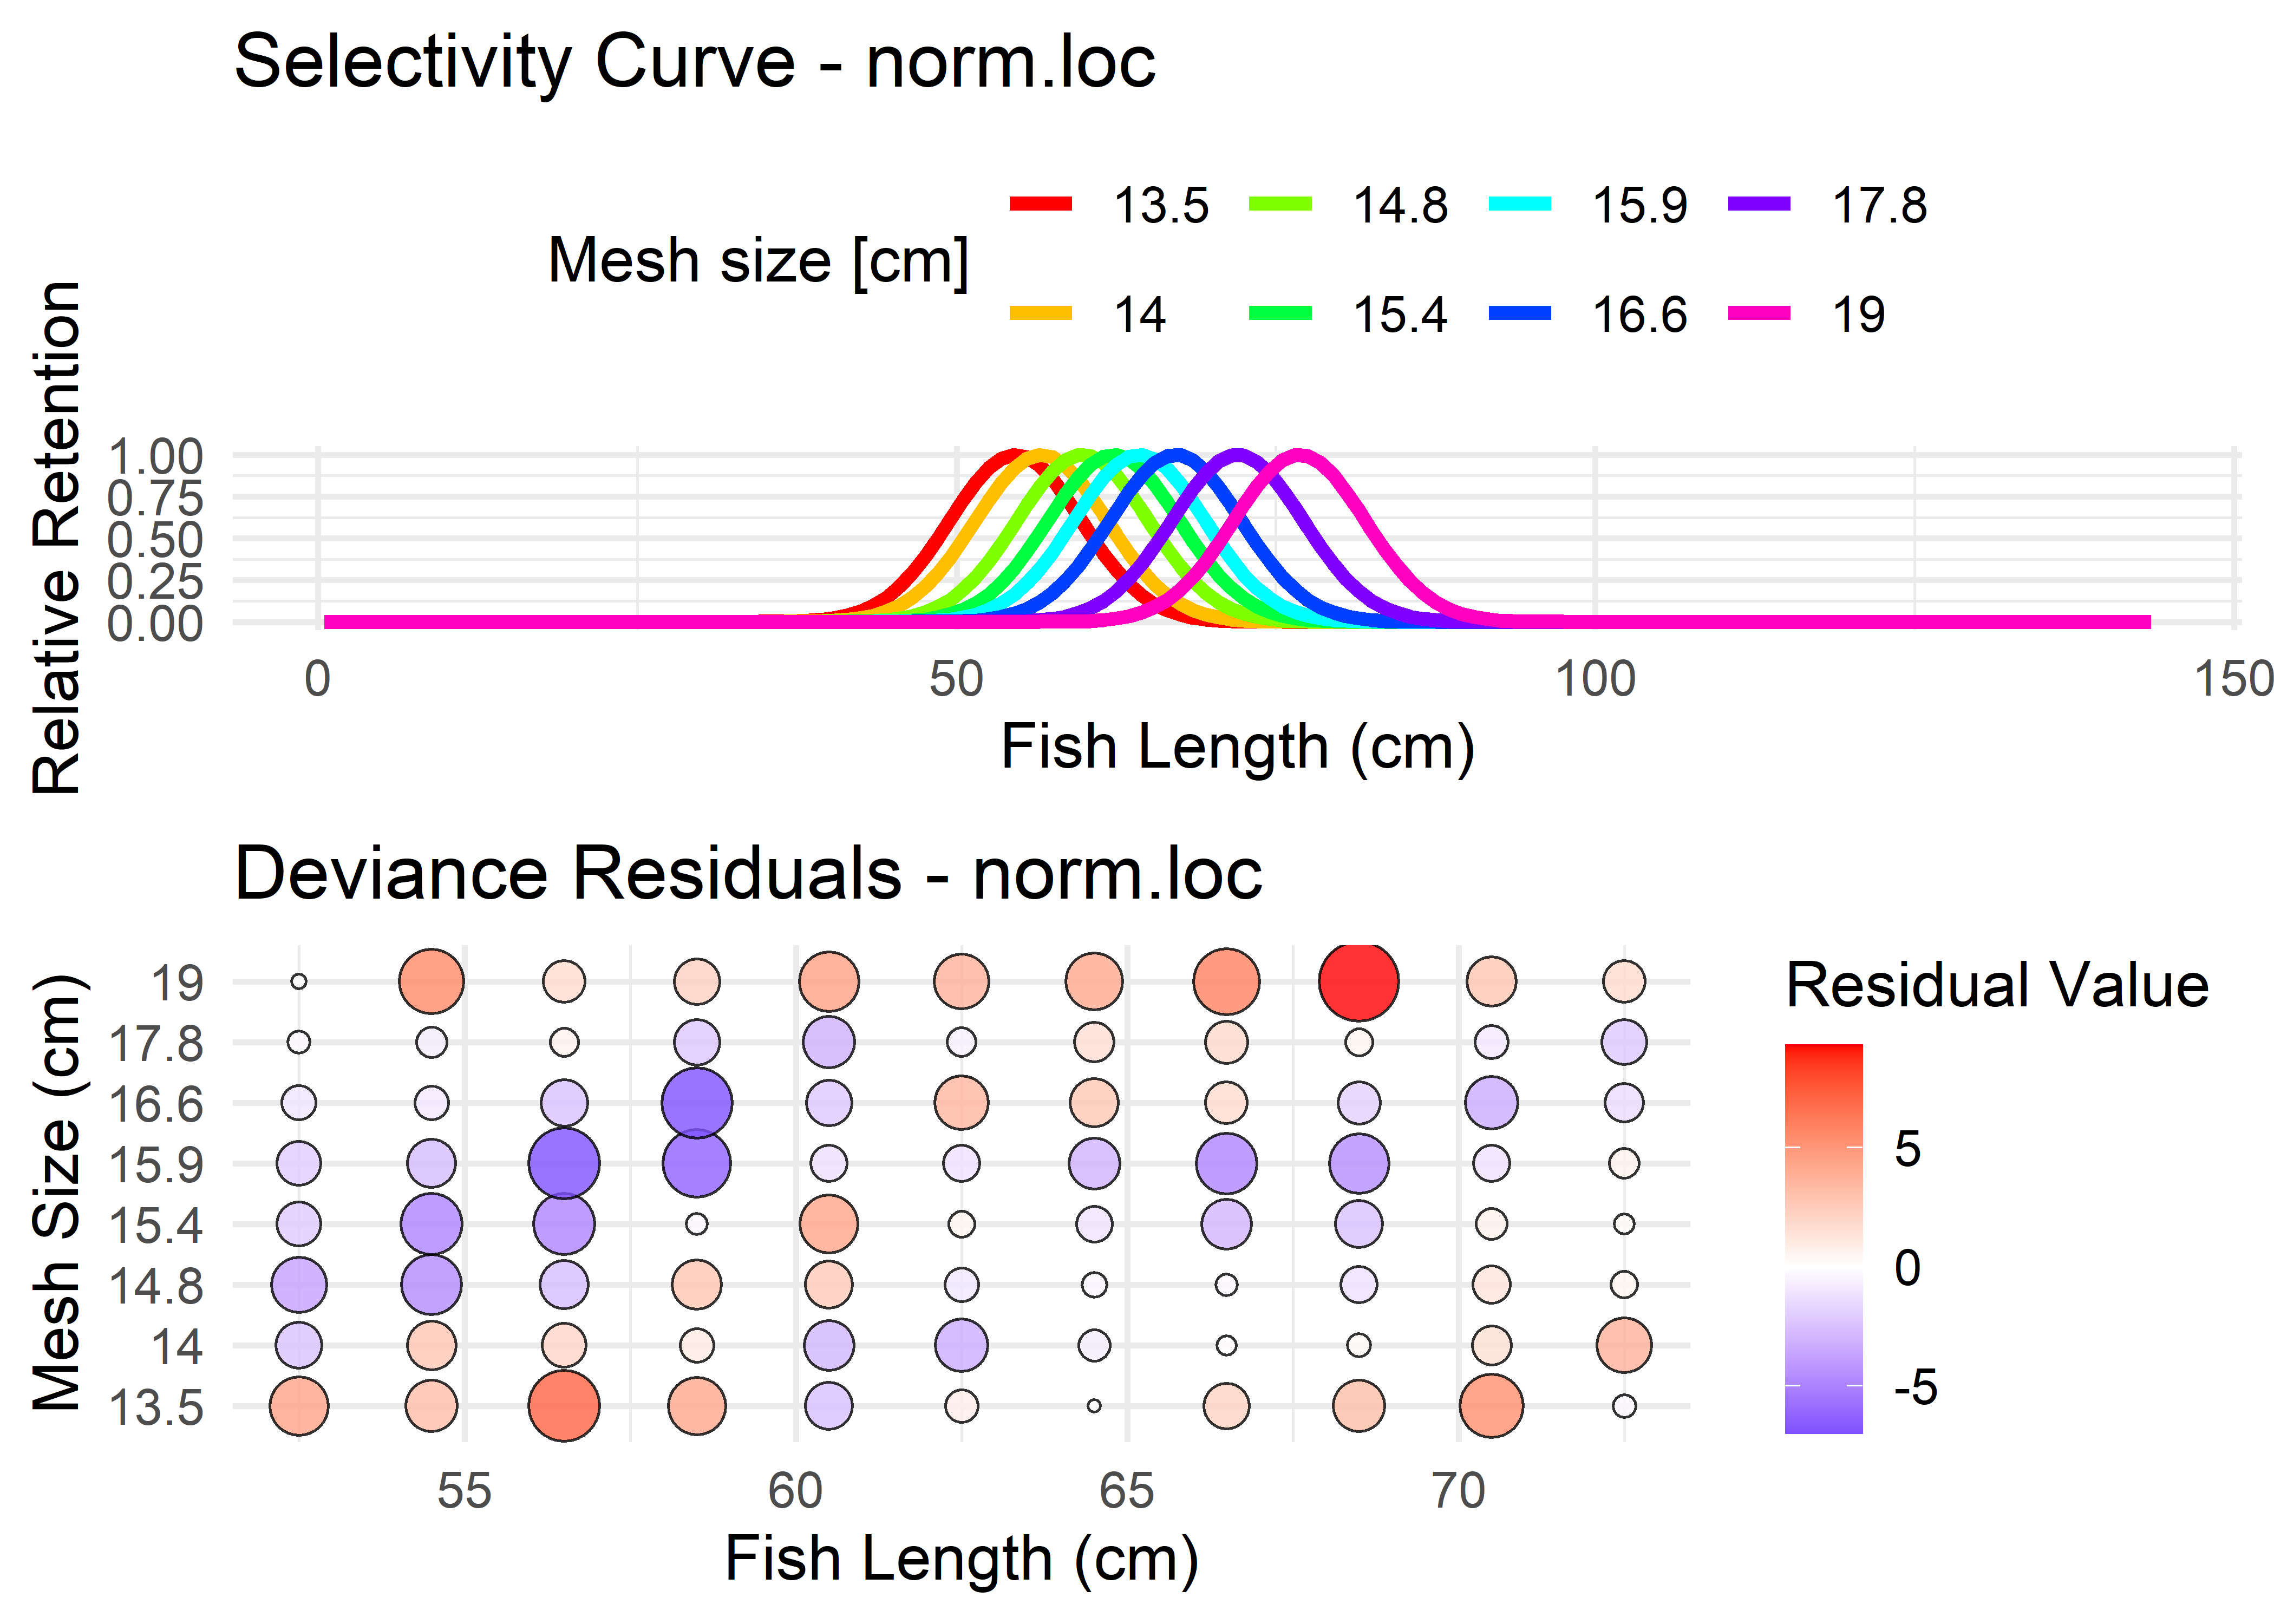 Selectivity Curve - norm.loc
Mesh size [cm]
13.5 14.8 15.9 17.8
14 15.4 16.6 19
Relative Retention
1.00
0.75
0.50
0.25
0.00
0 50 100 150
Fish Length (cm)
Deviance Residuals - norm.loc
Mesh Size (cm)
19
17.8
16.6
15.9
15.4
14.8
14
13.5
55 60 65 70
Fish Length (cm)
Residual Value
5
0
-5